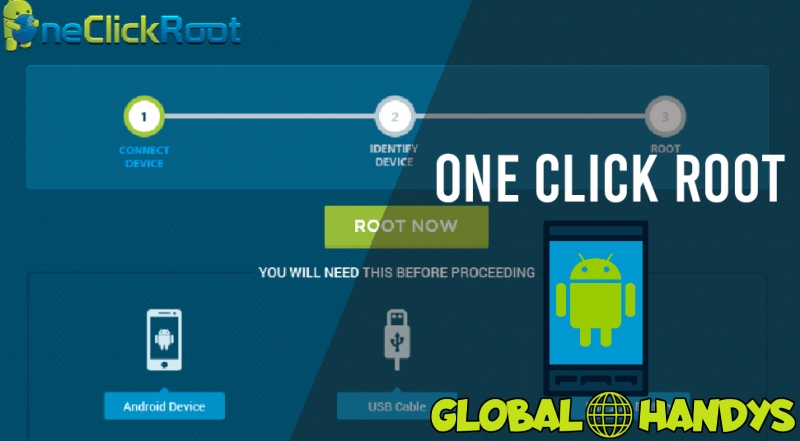 OneClickRoot
1
2
3
CONNECT
DEVICE
IDENTIFY
DEVICE
ROOT
ONE CLICK ROOT
ROOT NOW
YOU WILL NEED THIS BEFORE PROCEEDING
Android Device
USB Cable
GLOBAL HANDYS